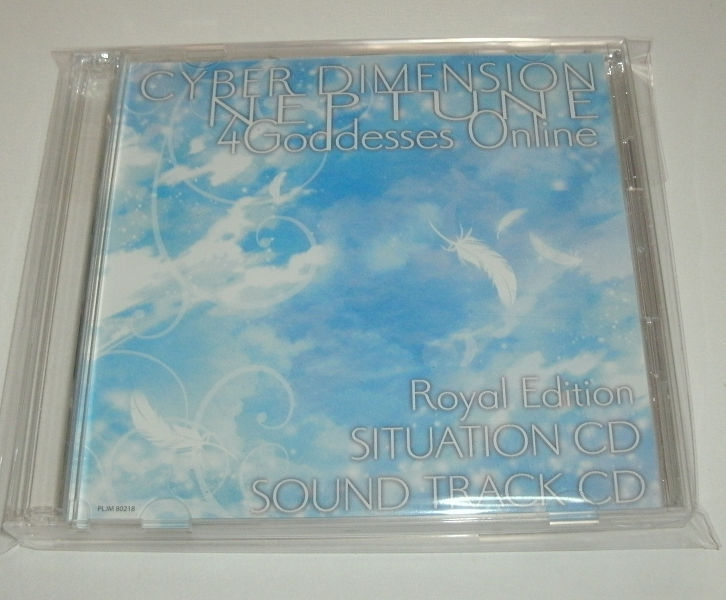 CYBER DIMENSION
NEPTUNE
4Goddesses Online
Royal Edition
SITUATION CD
SOUND TRACK CD
PLJM 80218